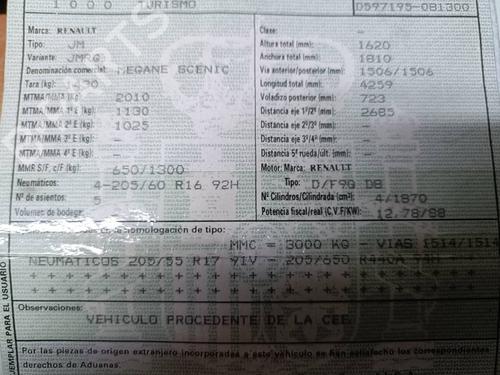 1 0 0 0 TURISMO D597195-081300
Marca: RENAULT
Tipo: JM
Variante:
Denominación comercial: MEGANE SCENIC
Tara (kg):
MTMA/MMA (kg) 2010
MTMA/MMA 1º E (kg): 1130
MTMA/MMA 2º E (kg): 1025
MTMA/MMA 3º E (kg): -
MTMA/MMA 4º E (kg): -
MMR S/F, c/F (kg): 650/1300
Neumáticos: 4-205/60 R16 92H
Nº de asientos: 5
Volumen de bodega: -
Clase: -
Altura total (mm): 1620
Anchura total (mm): 1810
Vía anterior/posterior (mm): 1506/1506
Longitud total (mm): 4259
Voladizo posterior (mm): 723
Distancia eje 1º/2º (mm): 2685
Distancia eje 2º/3º (mm): -
Distancia eje 3º/4º (mm): -
Distancia 5ª rueda/ult. (mm): -
Motor: Marca: RENAULT
Tipo: D/F9Q D8
Nº Cilindros/Cilindrada (cm³): 4/1870
Potencia fiscal/real (C.V.F/KW): 12.78/88
en la homologación de tipo:
MMC = 3000 KG - VIAS 1514/151
NEUMATICOS 205/55 R17 91V - 205/650
+ + + + + + + + + + + + + + + + + + + + + +
+ + + + + + + + + + + + + + + + + + + + + +
Observaciones:
VEHICULO PROCEDENTE DE LA CEE
Por las piezas de origen extranjero incorporadas a este vehículo se han satisfecho los correspondientes
derechos de Aduanas.
EJEMPLAR PARA EL USUARIO